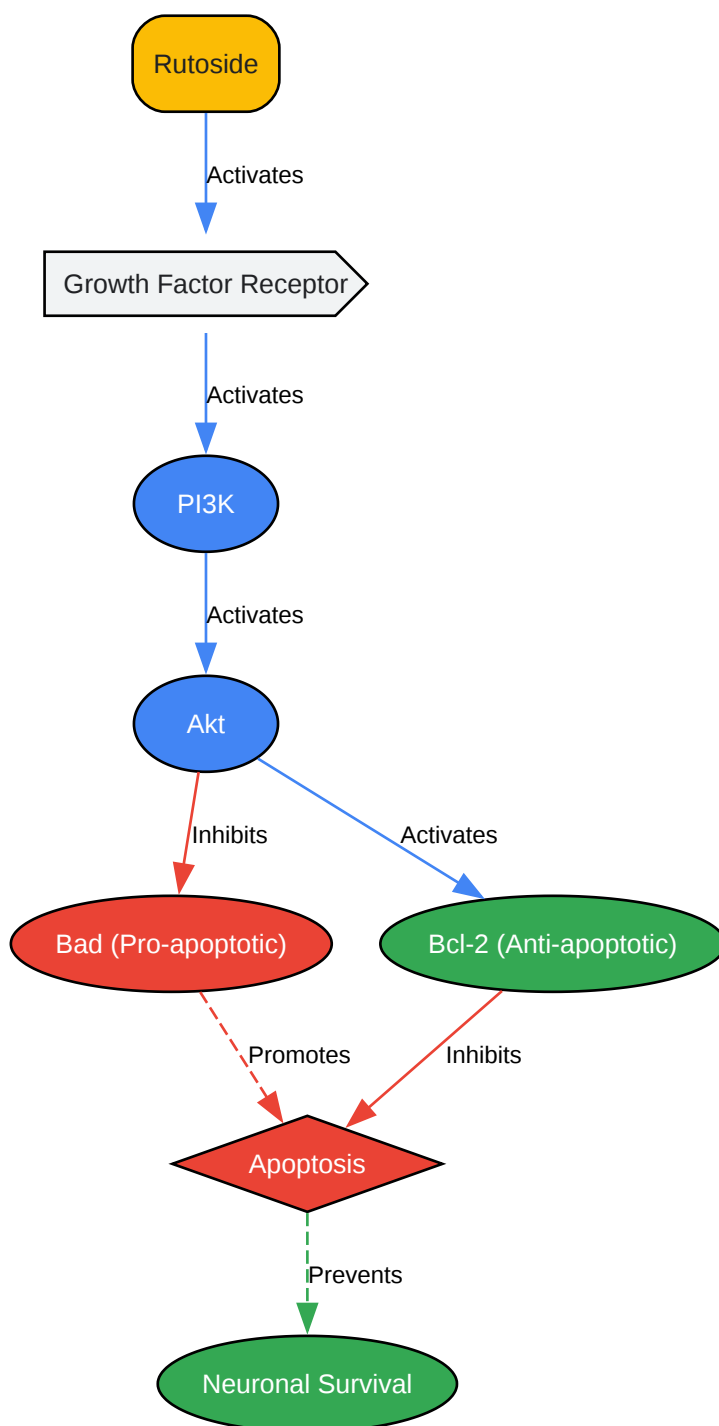 Rutoside
Activates
Growth Factor Receptor
Activates
PI3K
Activates
Akt
Inhibits
Activates
Bad (Pro-apoptotic)
Bcl-2 (Anti-apoptotic)
Promotes
Inhibits
Apoptosis
Prevents
Neuronal Survival